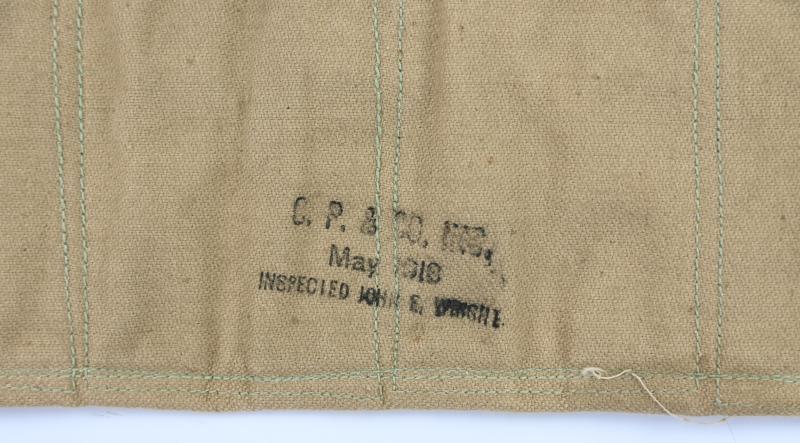 C. P. & CO. INC.,
May 1918
INSPECTED JOHN E. WRIGHT